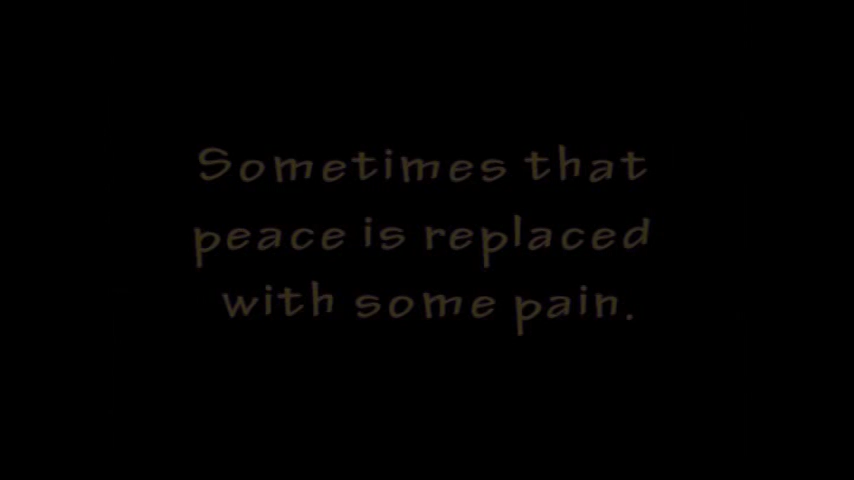 Sometimes that
peace is replaced
with some pain.